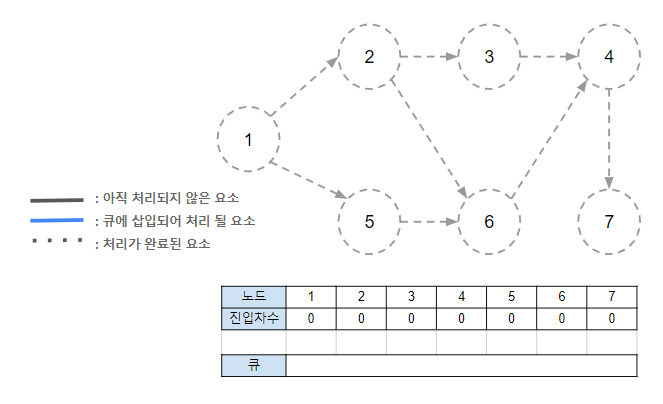 2 3 4
1
5 6 7
: 아직 처리되지 않은 요소
: 큐에 삽입되어 처리 될 요소
: 처리가 완료된 요소
노드 1 2 3 4 5 6 7
진입차수 0 0 0 0 0 0 0
큐